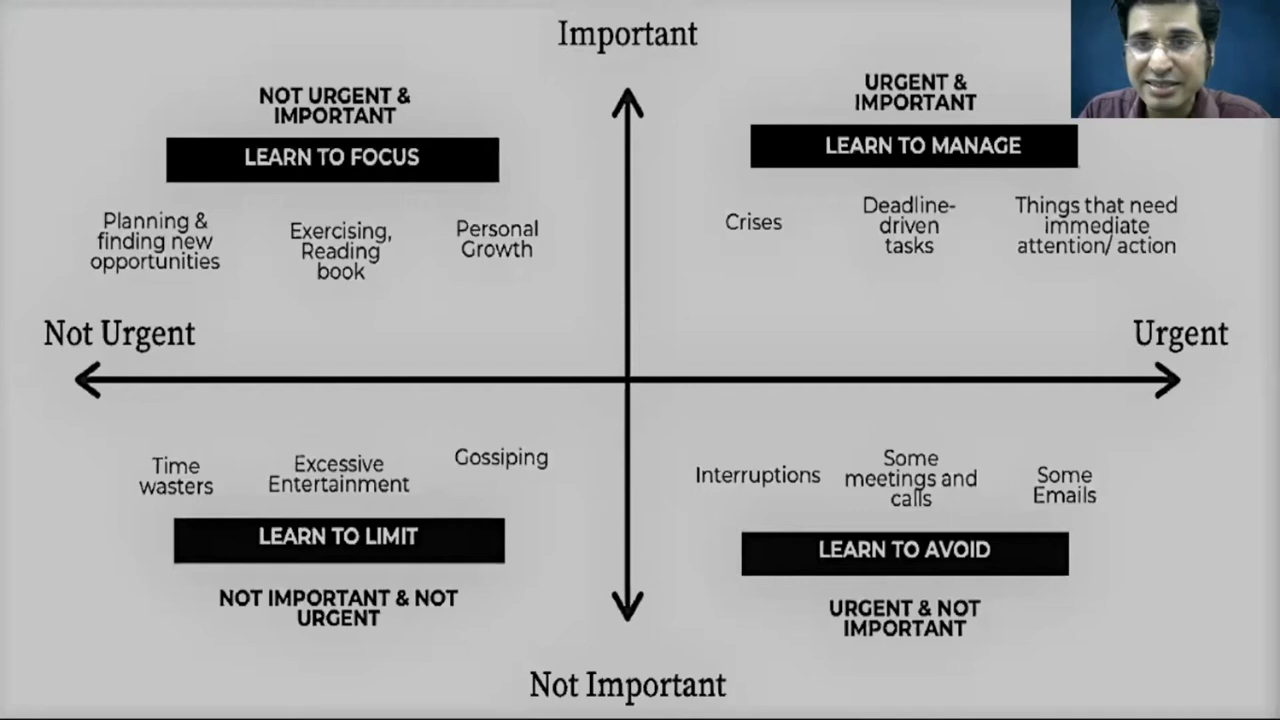 Important
NOT URGENT &
IMPORTANT
LEARN TO FOCUS
Planning &
finding new
opportunities
Exercising,
Reading
book
Personal
Growth
URGENT &
IMPORTANT
LEARN TO MANAGE
Crises
Deadline-
driven
tasks
Things that need
immediate
attention/ action
Not Urgent
Urgent
Time
wasters
Excessive
Entertainment
Gossiping
LEARN TO LIMIT
NOT IMPORTANT & NOT
URGENT
Interruptions
Some
meetings and
calls
Some
Emails
LEARN TO AVOID
URGENT & NOT
IMPORTANT
Not Important